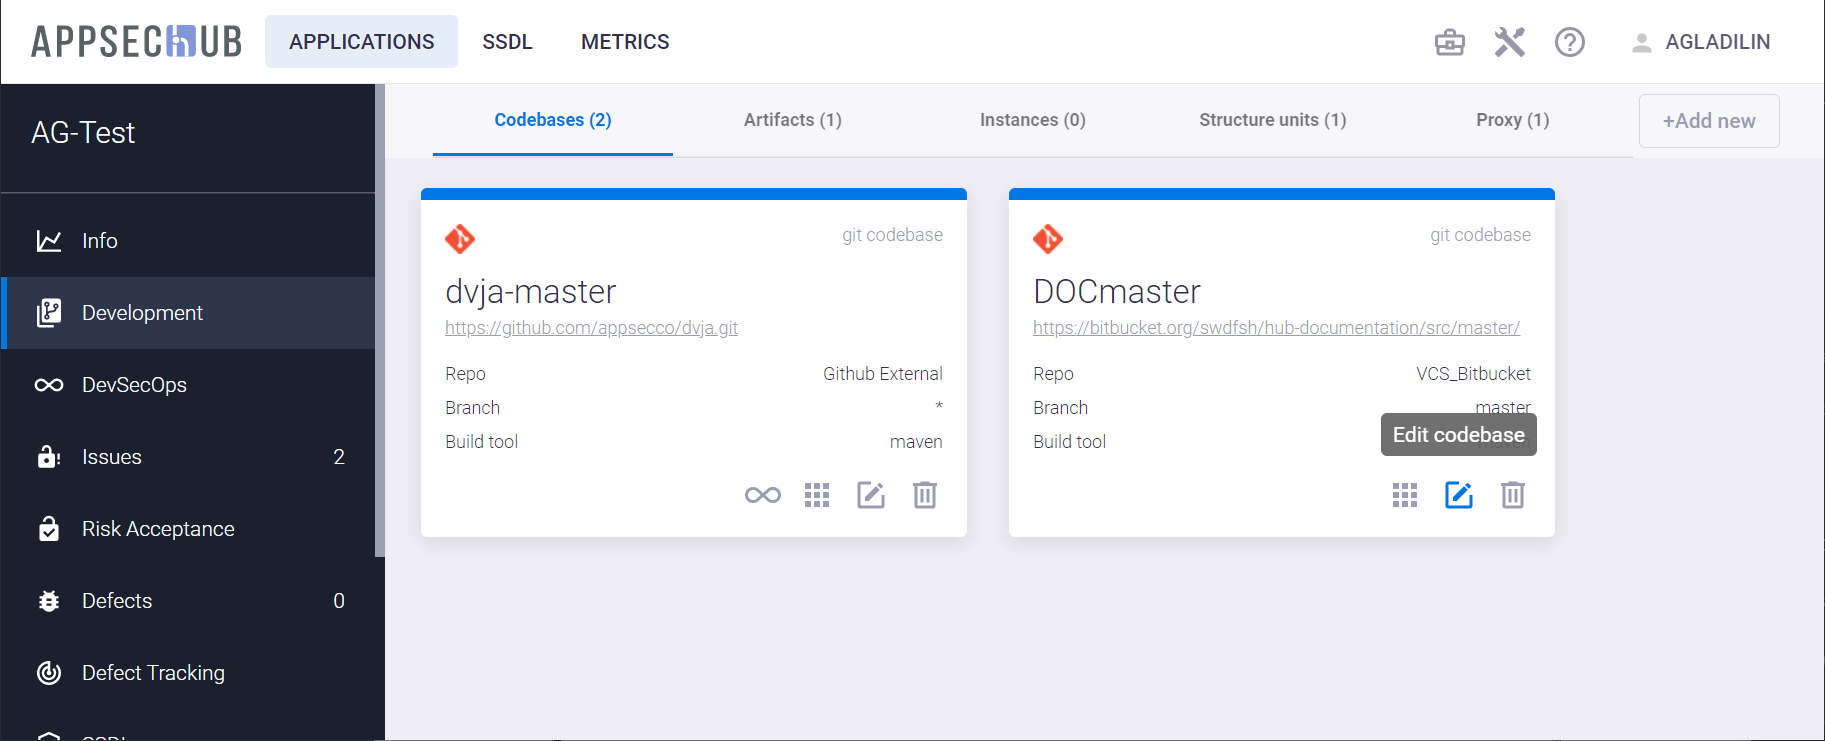 APPSECHUB
APPLICATIONS
SSDL
METRICS
AGLADILIN
AG-Test
Info
Development
DevSecOps
Issues 2
Risk Acceptance
Defects 0
Defect Tracking
Codebases (2)
Artifacts (1)
Instances (0)
Structure units (1)
Proxy (1)
+Add new
git codebase
dvja-master
https://github.com/appsecco/dvja.git
Repo Github External
Branch *
Build tool maven
git codebase
DOCmaster
https://bitbucket.org/swdfsh/hub-documentation/src/master/
Repo VCS_Bitbucket
Branch master
Build tool
Edit codebase